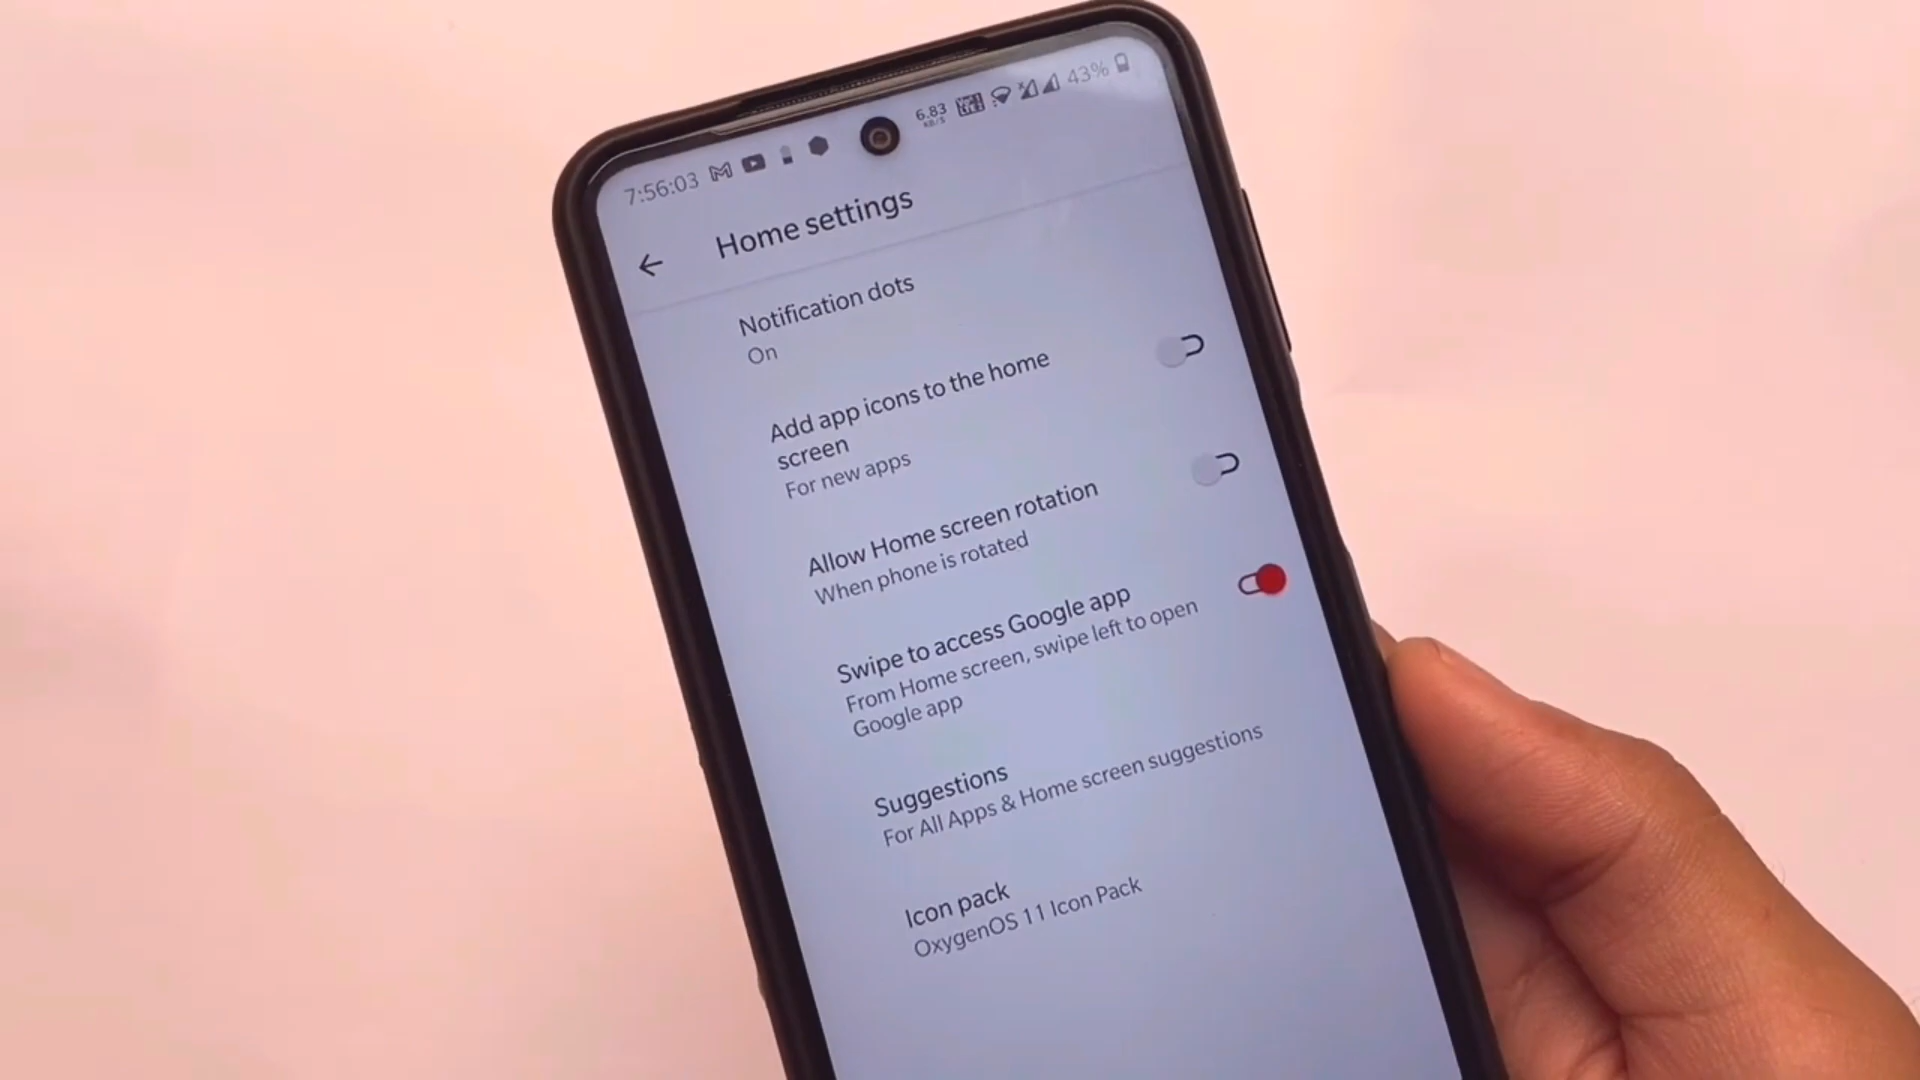 7:56:03
6.83
KB/S
43%
Home settings
Notification dots
On
Add app icons to the home
screen
For new apps
Allow Home screen rotation
When phone is rotated
Swipe to access Google app
From Home screen, swipe left to open
Google app
Suggestions
For All Apps & Home screen suggestions
Icon pack
OxygenOS 11 Icon Pack